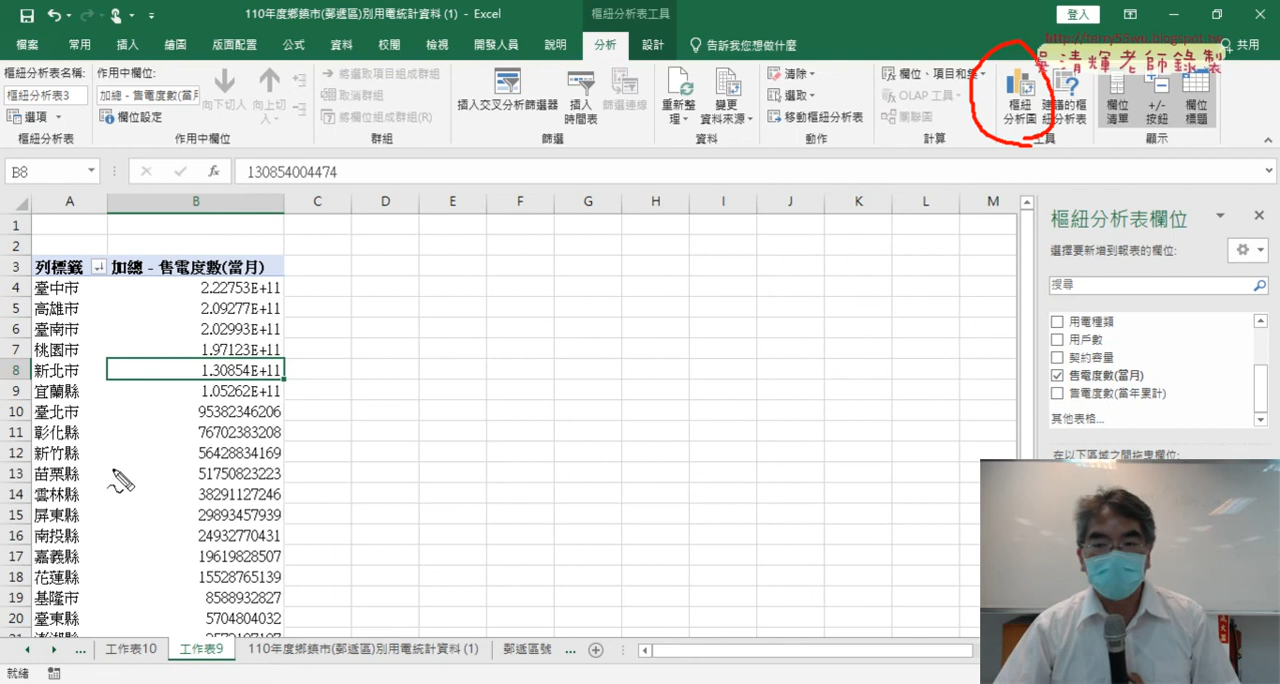 110年度鄉鎮市(郵遞區)別用電統計資料 (1) - Excel
樞紐分析表工具
登入
檔案 常用 插入 繪圖 版面配置 公式 資料 校閱 檢視 開發人員 說明 分析 設計 告訴我您想做什麼 共用
http://terry55wu.blogspot.tw
吳清輝老師錄製
樞紐分析表名稱:
樞紐分析表3
選項
樞紐分析表
作用中欄位:
加總 - 售電度數(當月
欄位設定
向下切入
向上切入
作用中欄位
將選取項目組成群組
取消群組
將欄位組成群組(R)
群組
插入交叉分析篩選器
插入時間表
篩選連線
篩選
重新整理
變更資料來源
資料
清除
選取
移動樞紐分析表
動作
欄位、項目和集
OLAP 工具
關聯圖
計算
樞紐分析圖
建議的樞紐分析表
工具
欄位清單
+/- 按鈕
欄位標題
顯示
B8
fx
130854004474
A B C D E F G H I J K L M
1
2
3 列標籤 加總 - 售電度數(當月)
4 臺中市 2.22753E+11
5 高雄市 2.09277E+11
6 臺南市 2.02993E+11
7 桃園市 1.97123E+11
8 新北市 1.30854E+11
9 宜蘭縣 1.05262E+11
10 臺北市 95382346206
11 彰化縣 76702383208
12 新竹縣 56428834169
13 苗栗縣 51750823223
14 雲林縣 38291127246
15 屏東縣 29893457939
16 南投縣 24932770431
17 嘉義縣 19619828507
18 花蓮縣 15528765139
19 基隆市 8588932827
20 臺東縣 5704804032
樞紐分析表欄位
選擇要新增到報表的欄位:
搜尋
用電種類
用戶數
契約容量
售電度數(當月)
售電度數(當年累計)
其他表格...
在以下區域之間拖曳欄位:
... 工作表10 工作表9 110年度鄉鎮市(郵遞區)別用電統計資料 (1) 郵遞區號 ...
就緒